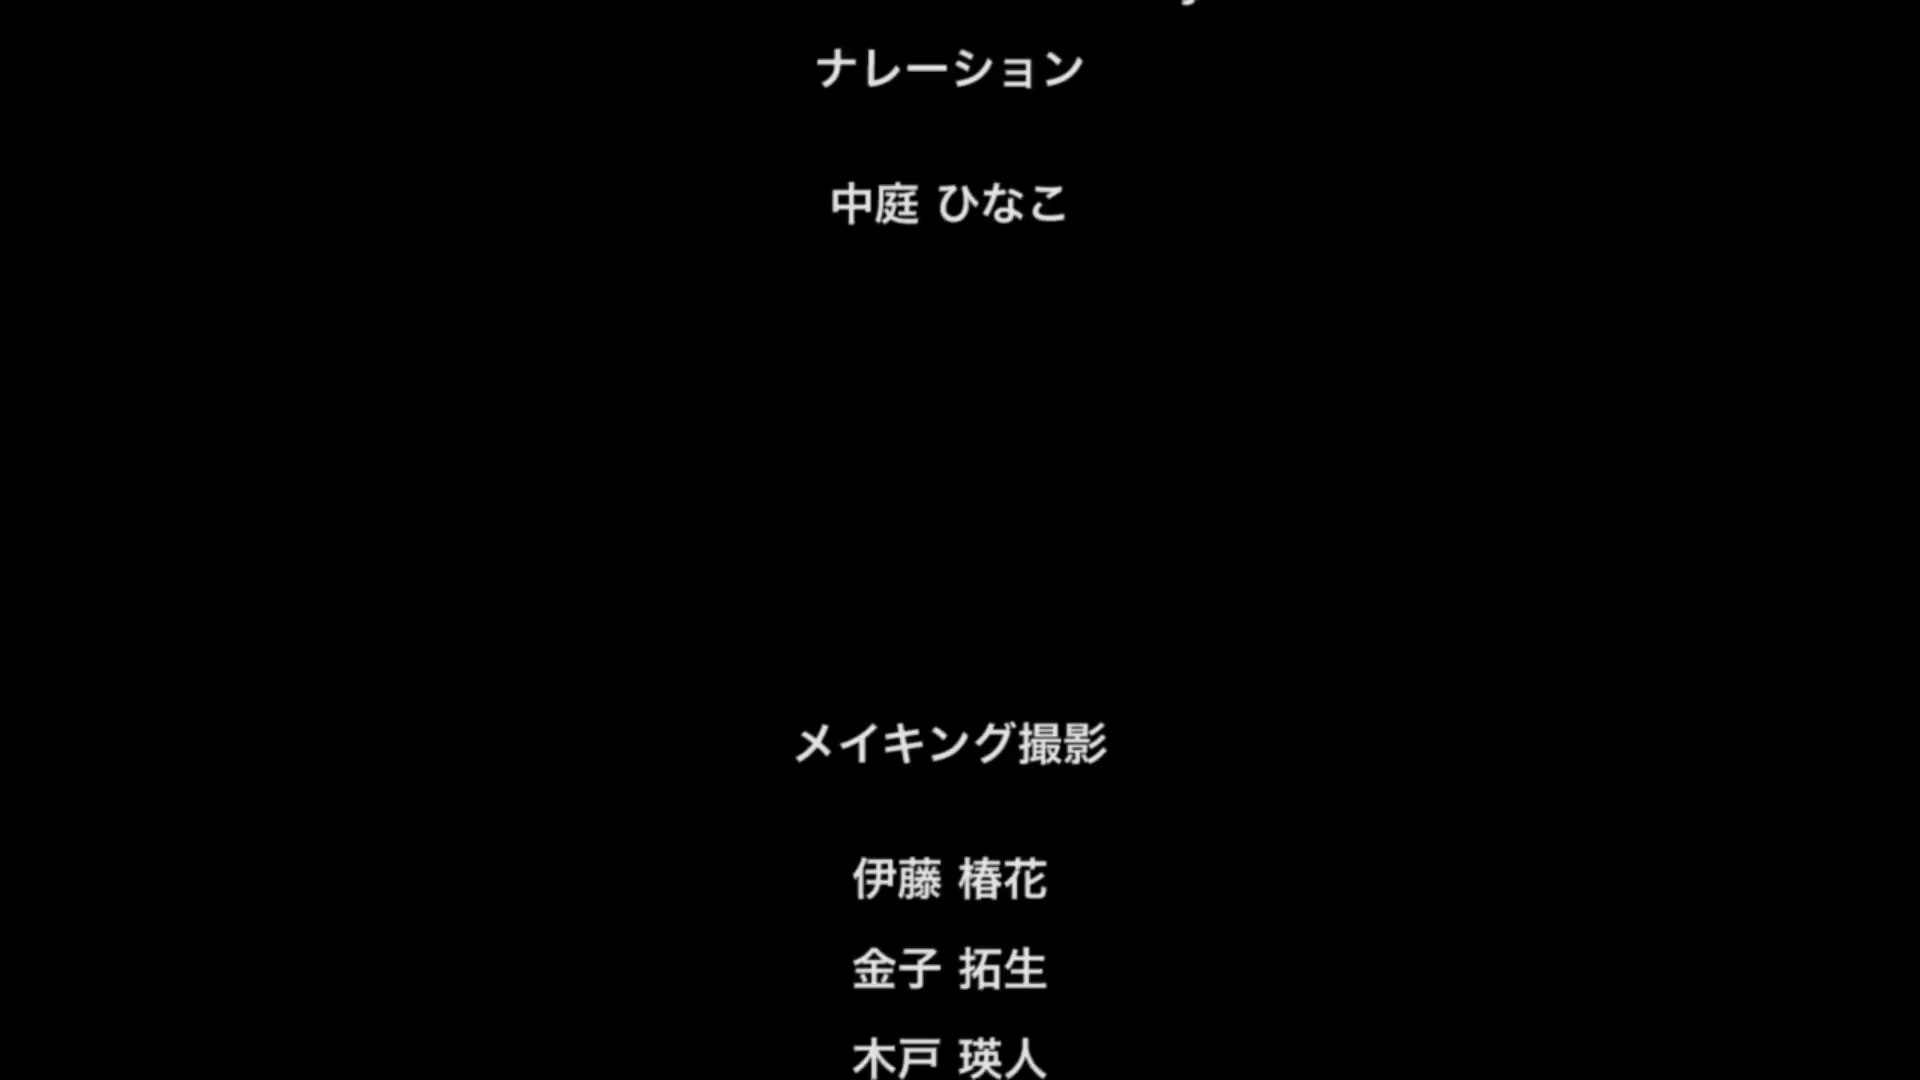 ナレーション
中庭 ひなこ
メイキング撮影
伊藤 椿花
金子 拓生
木戸 瑛人